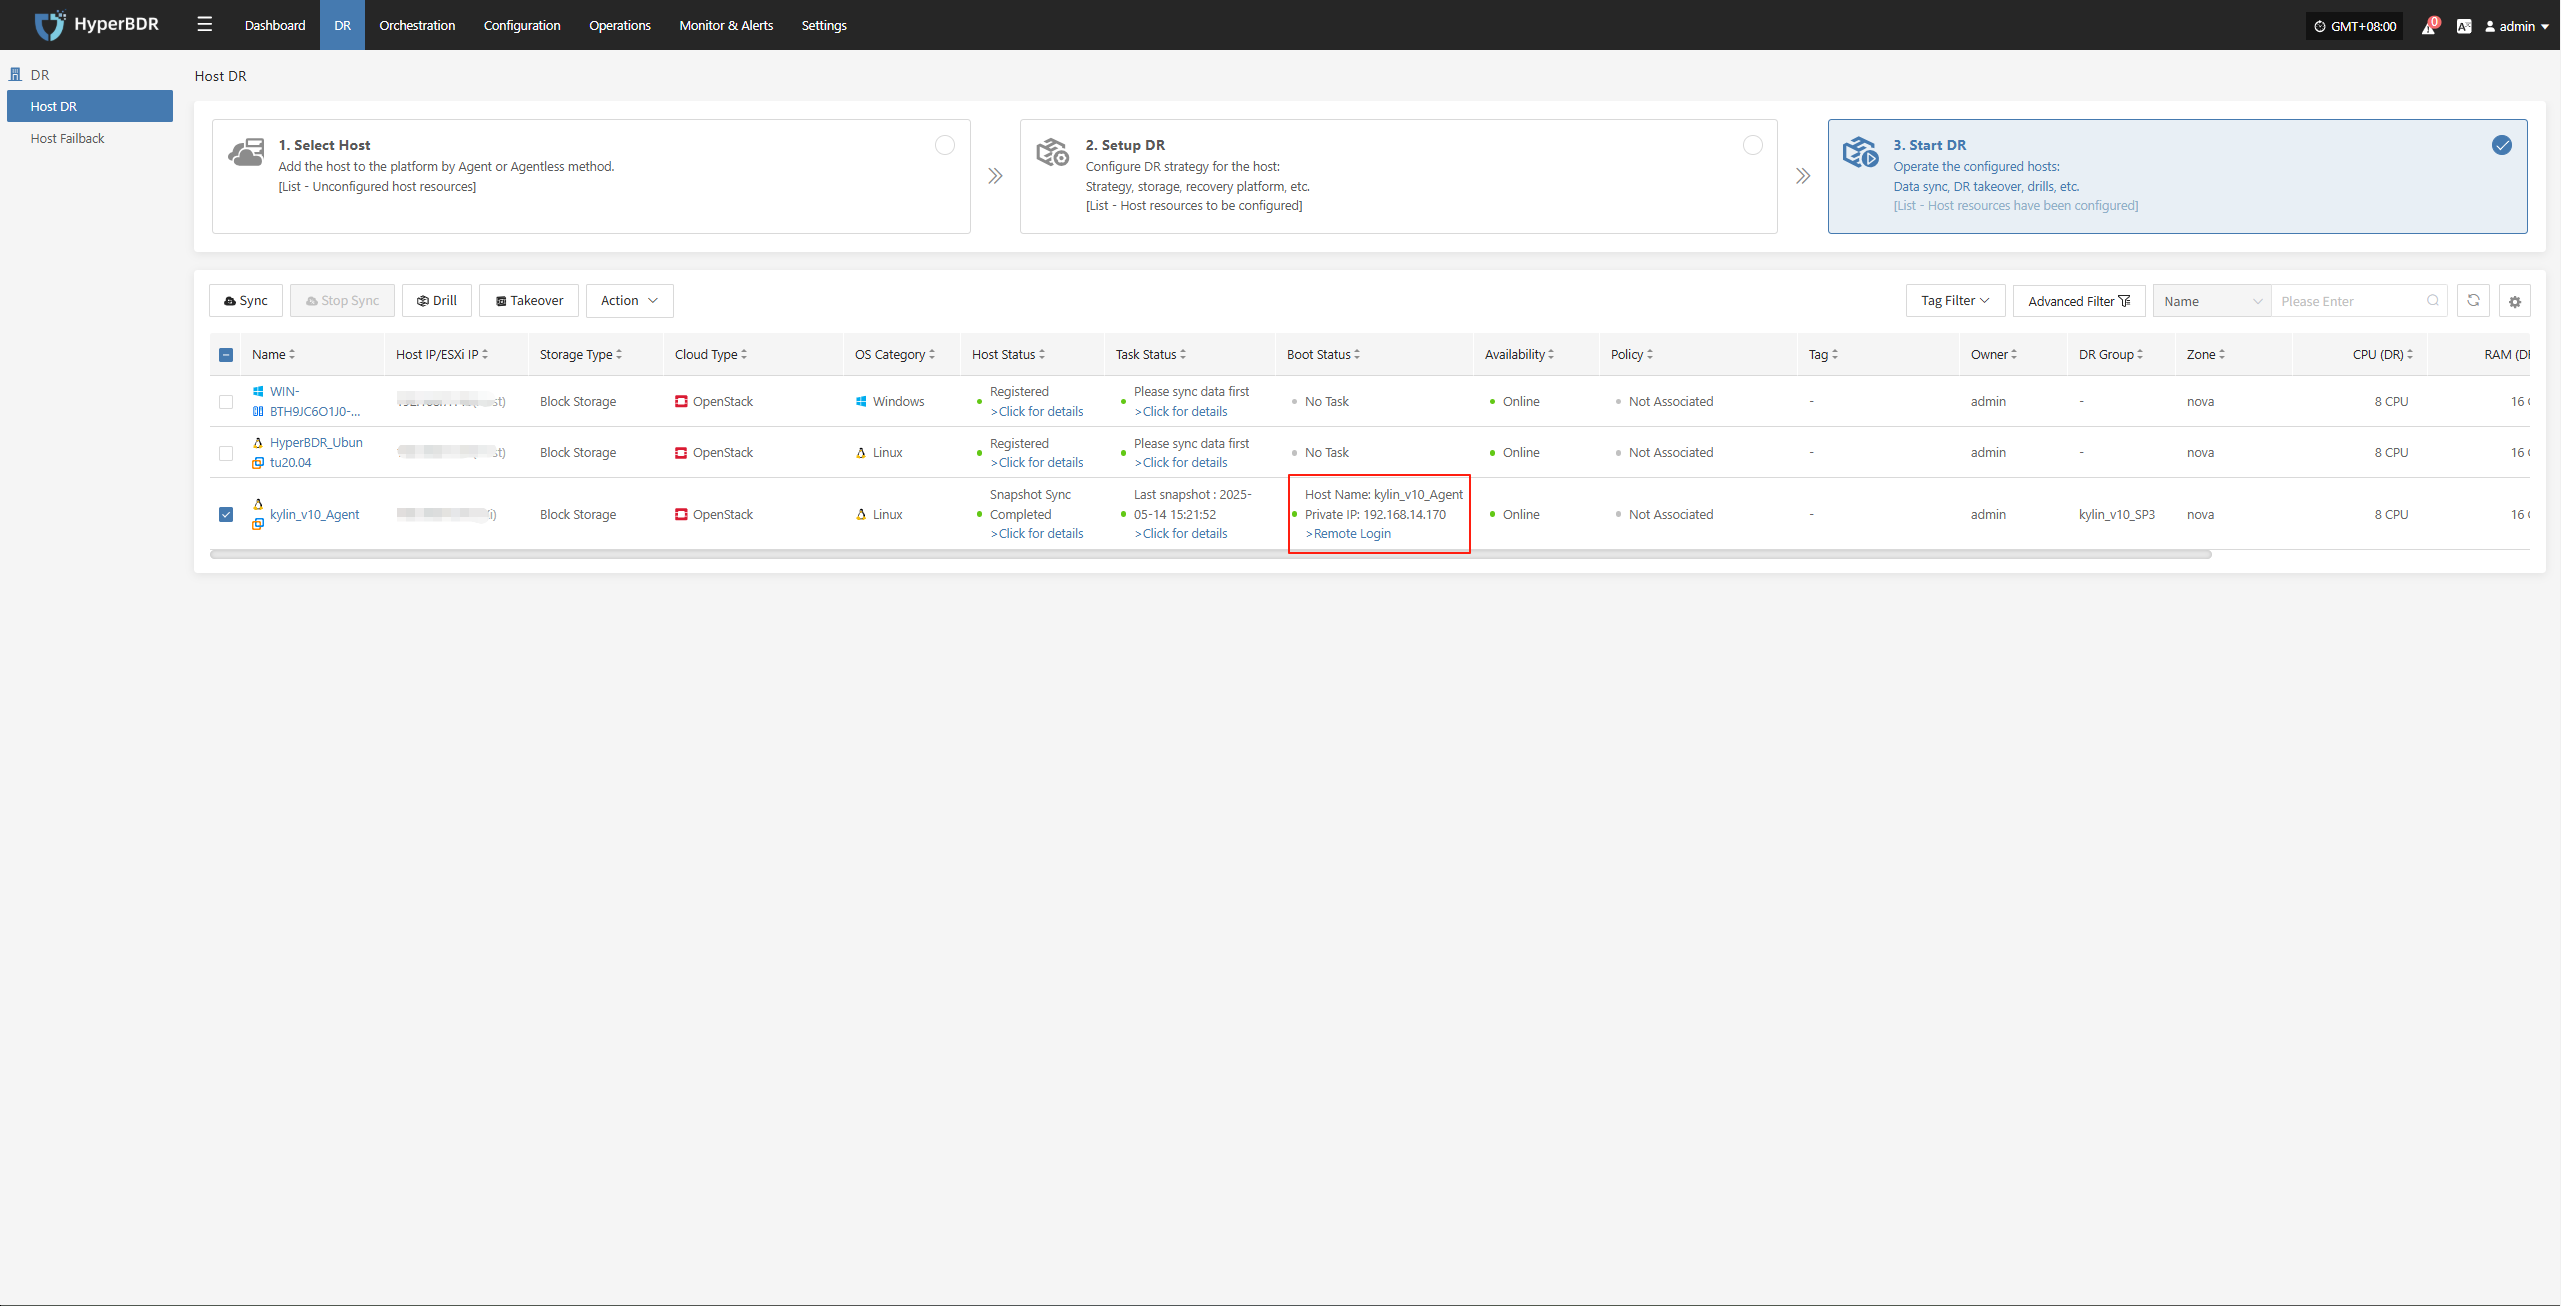 HyperBDR
Dashboard
DR
Orchestration
Configuration
Operations
Monitor & Alerts
Settings
GMT+08:00
0
admin
DR
Host DR
Host Failback
Host DR
1. Select Host
Add the host to the platform by Agent or Agentless method.
[List - Unconfigured host resources]
2. Setup DR
Configure DR strategy for the host:
Strategy, storage, recovery platform, etc.
[List - Host resources to be configured]
3. Start DR
Operate the configured hosts:
Data sync, DR takeover, drills, etc.
[List - Host resources have been configured]
Sync
Stop Sync
Drill
Takeover
Action
Tag Filter
Advanced Filter
Name
Please Enter
Name
Host IP/ESXi IP
Storage Type
Cloud Type
OS Category
Host Status
Task Status
Boot Status
Availability
Policy
Tag
Owner
DR Group
Zone
CPU (DR)
RAM (DR
WIN-
BTH9JC6O1J0-...
Block Storage
OpenStack
Windows
Registered
>Click for details
Please sync data first
>Click for details
No Task
Online
Not Associated
-
admin
-
nova
8 CPU
16
HyperBDR_Ubun
tu20.04
Block Storage
OpenStack
Linux
Registered
>Click for details
Please sync data first
>Click for details
No Task
Online
Not Associated
-
admin
-
nova
8 CPU
16
kylin_v10_Agent
Block Storage
OpenStack
Linux
Snapshot Sync
Completed
>Click for details
Last snapshot : 2025-
05-14 15:21:52
>Click for details
Host Name: kylin_v10_Agent
Private IP: 192.168.14.170
>Remote Login
Online
Not Associated
-
admin
kylin_v10_SP3
nova
8 CPU
16